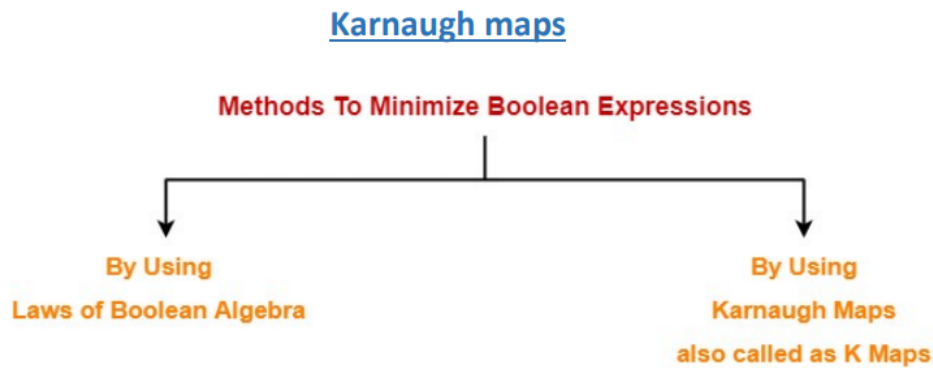 Karnaugh maps
Methods To Minimize Boolean Expressions
By Using
Laws of Boolean Algebra
By Using
Karnaugh Maps
also called as K Maps